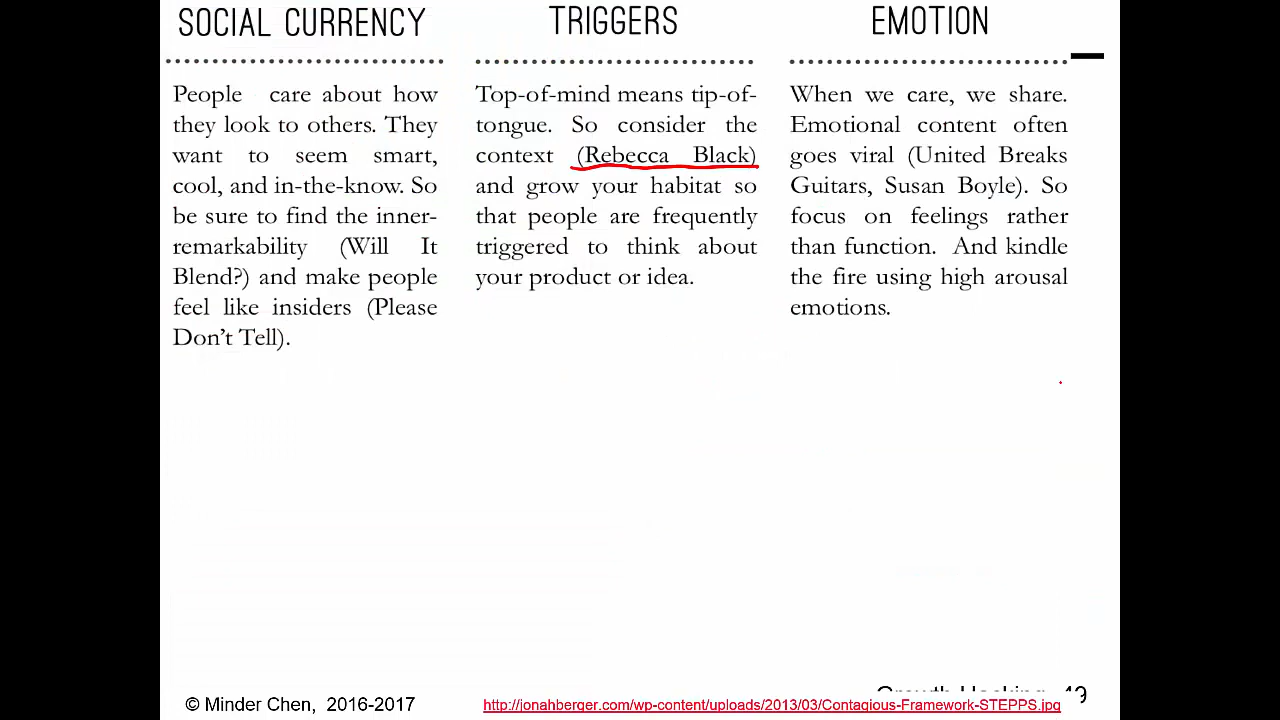 SOCIAL CURRENCY
People care about how
they look to others. They
want to seem smart,
cool, and in-the-know. So
be sure to find the inner-
remarkability (Will It
Blend?) and make people
feel like insiders (Please
Don't Tell).
TRIGGERS
Top-of-mind means tip-of-
tongue. So consider the
context (Rebecca Black)
and grow your habitat so
that people are frequently
triggered to think about
your product or idea.
EMOTION
When we care, we share.
Emotional content often
goes viral (United Breaks
Guitars, Susan Boyle). So
focus on feelings rather
than function. And kindle
the fire using high arousal
emotions.
© Minder Chen, 2016-2017
http://jonahberger.com/wp-content/uploads/2013/03/Contagious-Framework-STEPPS.jpg
Growth Hacking